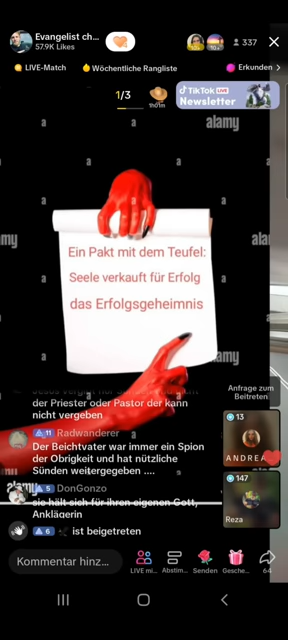 Evangelist ch...
57.9K Likes
337
LIVE-Match
Wöchentliche Rangliste
Erkunden
1/3
1h01m
TikTok LIVE
Newsletter
alamy
Ein Pakt mit dem Teufel:
Seele verkauft für Erfolg
das Erfolgsgeheimnis
der Priester oder Pastor der kann
nicht vergeben
11 Radwanderer
Der Beichtvater war immer ein Spion
der Obrigkeit und hat nützliche
Sünden weitergegeben ....
5 DonGonzo
sie hält sich für ihren eigenen Gott,
Anklägerin
6 ist beigetreten
Anfrage zum
Beitreten
13
ANDREA
147
Reza
Kommentar hinz...
LIVE mi...
Abstim...
Senden
Gesche...
64